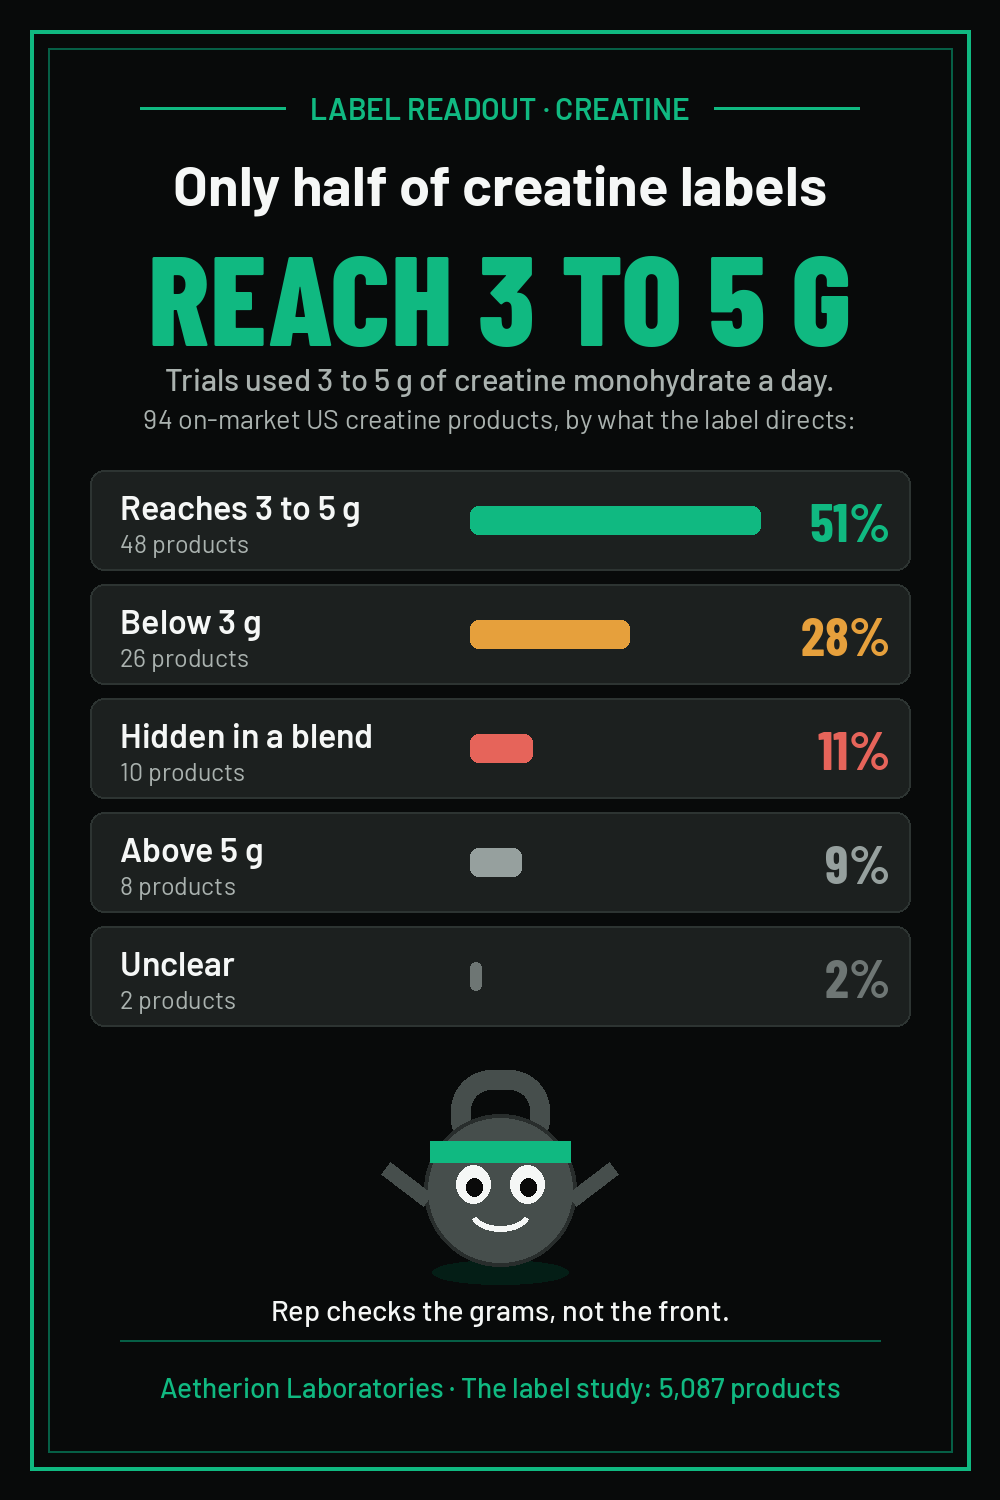 LABEL READOUT · CREATINE
Only half of creatine labels
REACH 3 TO 5 G
Trials used 3 to 5 g of creatine monohydrate a day.
94 on-market US creatine products, by what the label directs:
Reaches 3 to 5 g
48 products
51%
Below 3 g
26 products
28%
Hidden in a blend
10 products
11%
Above 5 g
8 products
9%
Unclear
2 products
2%
Rep checks the grams, not the front.
Aetherion Laboratories · The label study: 5,087 products